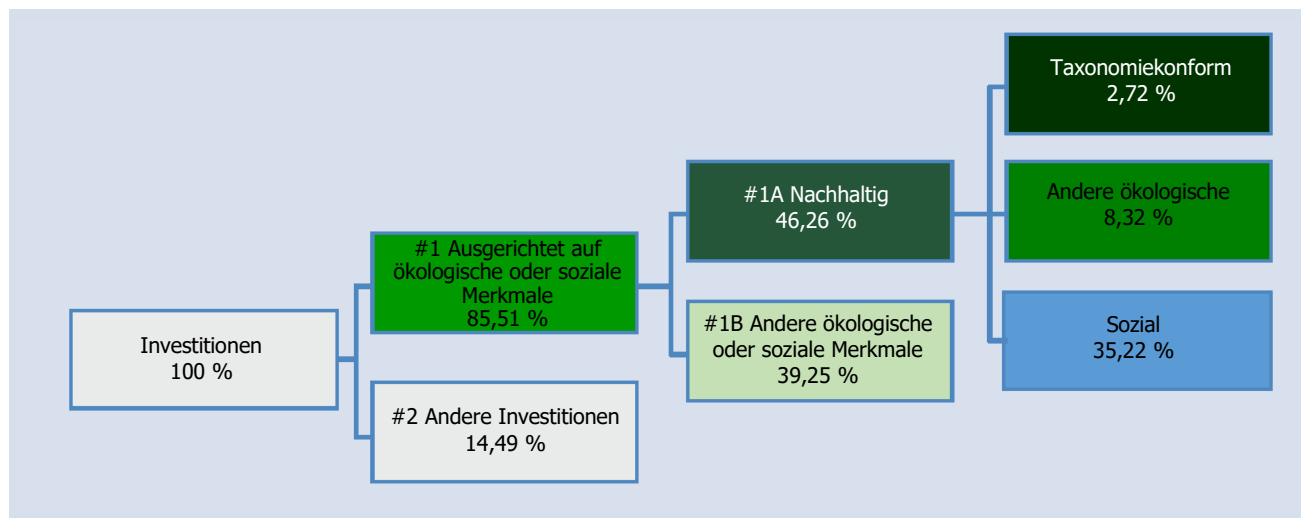 Taxonomiekonform
2,72 %
#1A Nachhaltig
46,26 %
Andere ökologische
8,32 %
#1 Ausgerichtet auf
ökologische oder soziale
Merkmale
85,51 %
#1B Andere ökologische
oder soziale Merkmale
39,25 %
Sozial
35,22 %
Investitionen
100 %
#2 Andere Investitionen
14,49 %